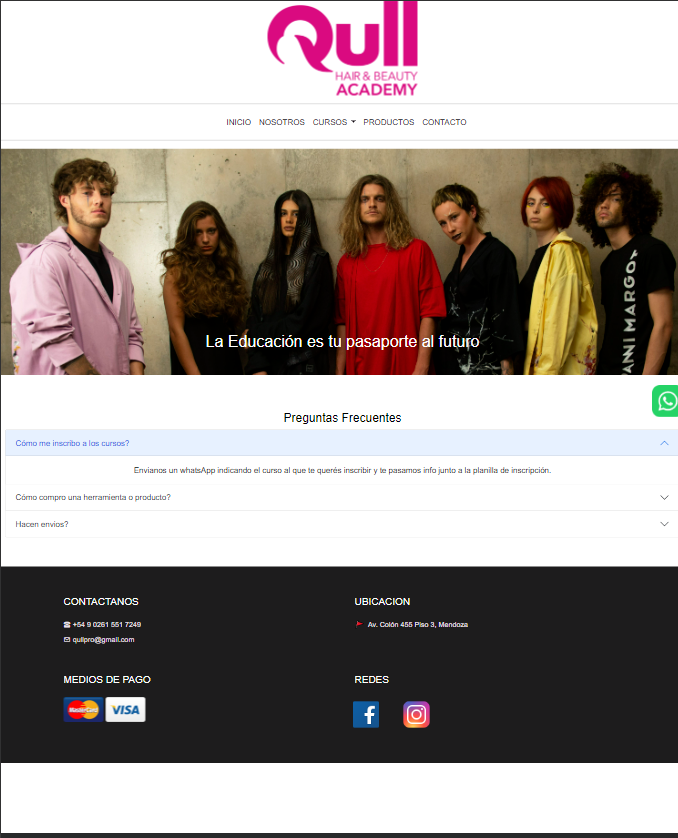 Qull
HAIR & BEAUTY
ACADEMY
INICIO NOSOTROS CURSOS PRODUCTOS CONTACTO
PANI MARGOT
La Educación es tu pasaporte al futuro
Preguntas Frecuentes
Cómo me inscribo a los cursos?
Envianos un whatsApp indicando el curso al que te querés inscribir y te pasamos info junto a la planilla de inscripción.
Cómo compro una herramienta o producto?
Hacen envios?
CONTACTANOS
+54 9 0261 551 7249
qullpro@gmail.com
UBICACION
Av. Colón 455 Piso 3, Mendoza
MEDIOS DE PAGO
MasterCard VISA
REDES